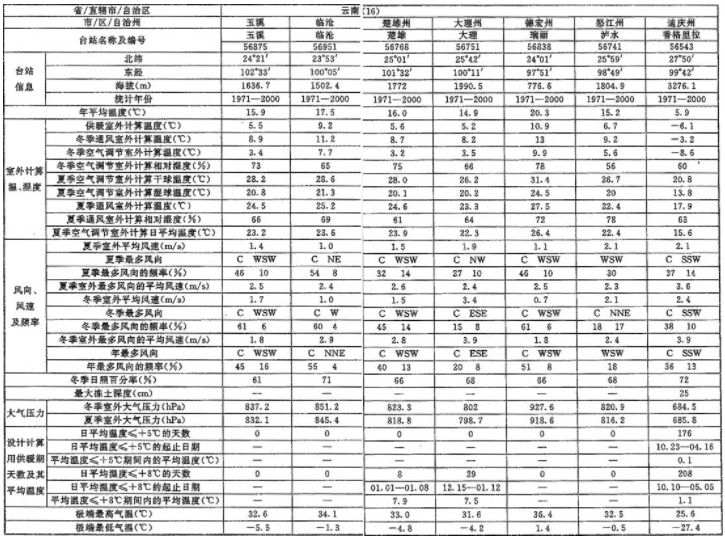 省/直辖市/自治区 云南(16)
市/区/自治州 玉溪 临沧 楚雄州 大理州 德宏州 怒江州 迪庆州
台站名称及编号 玉溪 临沧 楚雄 大理 瑞丽 泸水 香格里拉
56875 56951 56768 56751 56838 56741 56543
台站信息 北纬 24°21′ 23°53′ 25°01′ 25°42′ 24°01′ 25°59′ 27°50′
东经 102°33′ 100°05′ 101°32′ 100°11′ 97°51′ 98°49′ 99°42′
海拔(m) 1636.7 1502.4 1772 1990.5 776.6 1804.9 3276.1
统计年份 1971—2000 1971—2000 1971—2000 1971—2000 1971—2000 1971—2000 1971—2000
年平均温度(℃) 15.9 17.5 16.0 14.9 20.3 15.2 5.9
室外计算温、湿度 供暖室外计算温度(℃) 5.5 9.2 5.6 5.2 10.9 6.7 −6.1
冬季通风室外计算温度(℃) 8.9 11.2 8.7 8.2 13 9.2 −3.2
冬季空气调节室外计算温度(℃) 3.4 7.7 3.2 3.5 9.9 5.6 −8.6
冬季空气调节室外计算相对湿度(%) 73 65 75 66 78 56 60
夏季空气调节室外计算干球温度(℃) 28.2 28.6 28.0 26.2 31.4 26.7 20.8
夏季空气调节室外计算湿球温度(℃) 20.8 21.3 20.1 20.2 24.5 20 13.8
夏季通风室外计算温度(℃) 24.5 25.2 24.6 23.3 27.5 22.4 17.9
夏季通风室外计算相对湿度(%) 66 69 61 64 72 78 63
夏季空气调节室外计算日平均温度(℃) 23.2 23.6 23.9 22.3 26.4 22.4 15.6
风向、风速及频率 夏季室外平均风速(m/s) 1.4 1.0 1.5 1.9 1.1 2.1 2.1
夏季最多风向 C WSW C NE C WSW C NW C WSW WSW C SSW
夏季最多风向的频率(%) 46 10 54 8 32 14 27 10 46 10 30 37 14
夏季室外最多风向的平均风速(m/s) 2.5 2.4 2.6 2.4 2.5 2.3 3.6
冬季室外平均风速(m/s) 1.7 1.0 1.5 3.4 0.7 2.1 2.4
冬季最多风向 C WSW C W C WSW C ESE C WSW C NNE C SSW
冬季最多风向的频率(%) 61 6 60 4 45 14 15 8 61 6 18 17 38 10
冬季室外最多风向的平均风速(m/s) 1.8 2.9 2.8 3.9 1.8 2.4 3.9
年最多风向 C WSW C NNE C WSW C ESE C WSW WSW C SSW
年最多风向的频率(%) 45 16 55 4 40 13 20 8 51 8 18 36 13
冬季日照百分率(%) 61 71 66 68 66 68 72
最大冻土深度(cm) — — — — — — 25
大气压力 冬季室外大气压力(hPa) 837.2 851.2 823.3 802 927.6 820.9 684.5
夏季室外大气压力(hPa) 832.1 845.4 818.8 798.7 918.6 816.2 685.8
设计计算用供暖期天数及其平均温度 日平均温度≤+5℃的天数 0 0 0 0 0 0 176
日平均温度≤+5℃的起止日期 — — — — — — 10.23—04.16
平均温度≤+5℃期间内的平均温度(℃) — — — — — — 0.1
日平均温度≤+8℃的天数 0 0 8 29 0 0 208
日平均温度≤+8℃的起止日期 — — 01.01—01.08 12.15—01.12 — — 10.10—05.05
平均温度≤+8℃期间内的平均温度(℃) — — 7.9 7.5 — — 1.1
极端最高气温(℃) 32.6 34.1 33.0 31.6 36.4 32.5 25.6
极端最低气温(℃) −5.5 −1.3 −4.8 −4.2 1.4 −0.5 −27.4